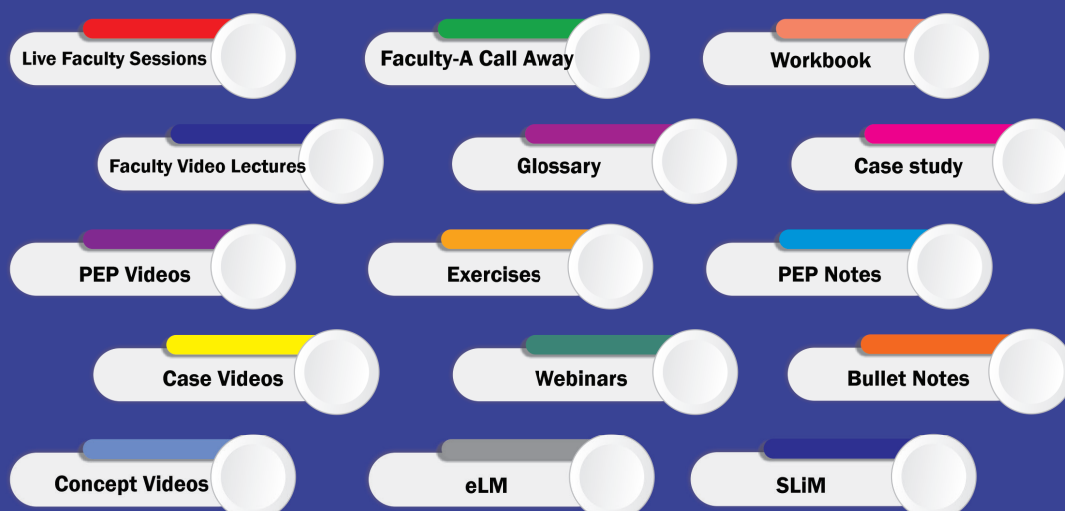 Live Faculty Sessions
Faculty-A Call Away
Workbook
Faculty Video Lectures
Glossary
Case study
PEP Videos
Exercises
PEP Notes
Case Videos
Webinars
Bullet Notes
Concept Videos
eLM
SLiM